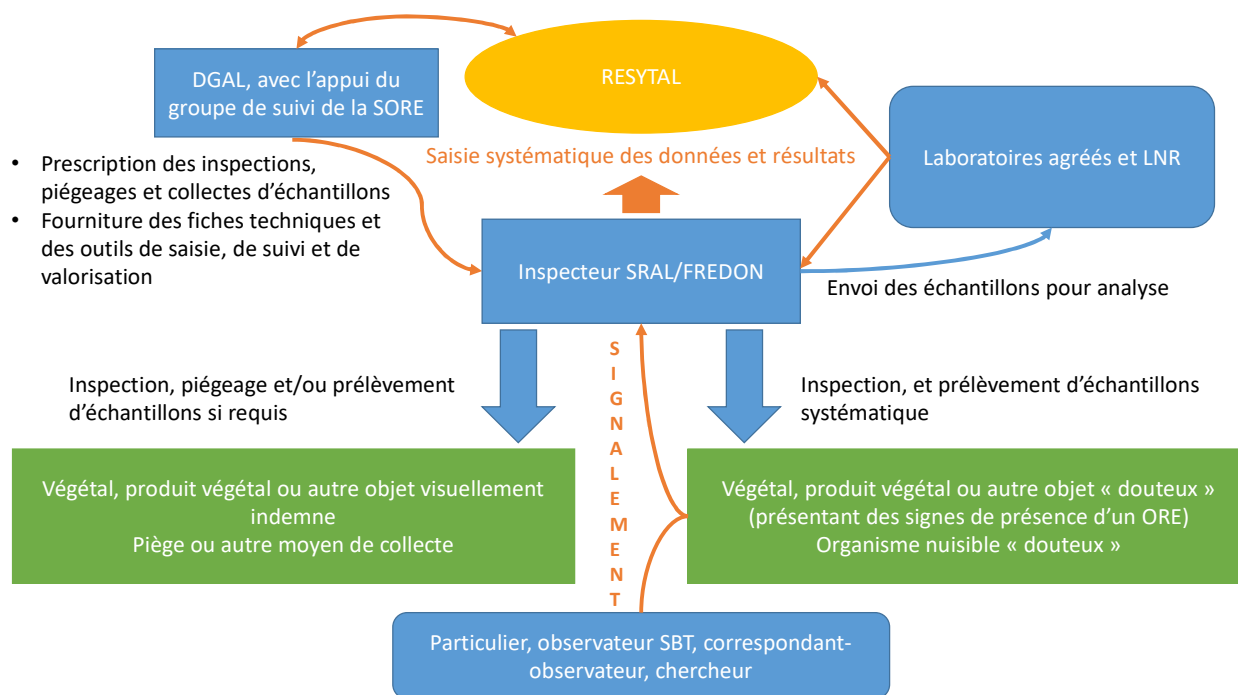 DGAL, avec l’appui du
groupe de suivi de la SORE
RESYTAL
Laboratoires agréés et LNR
• Prescription des inspections,
piégeages et collectes d’échantillons
• Fourniture des fiches techniques et
des outils de saisie, de suivi et de
valorisation
Saisie systématique des données et résultats
Inspecteur SRAL/FREDON
Envoi des échantillons pour analyse
Inspection, piégeage et/ou prélèvement
d’échantillons si requis
SIGNALEMENT
Inspection, et prélèvement d’échantillons
systématique
Végétal, produit végétal ou autre objet visuellement
indemne
Piège ou autre moyen de collecte
Végétal, produit végétal ou autre objet « douteux »
(présentant des signes de présence d’un ORE)
Organisme nuisible « douteux »
Particulier, observateur SBT, correspondant-
observateur, chercheur